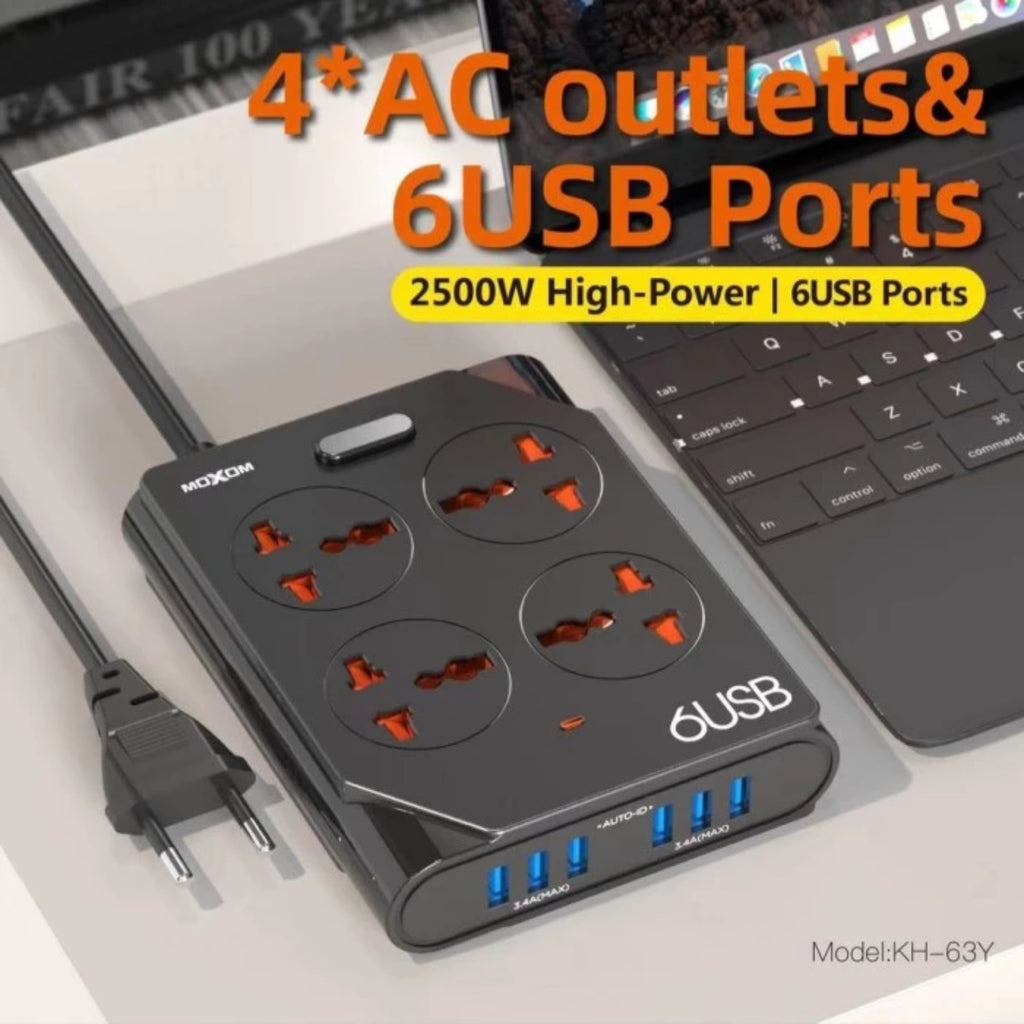 FAIR 100 YEA
4*AC outlets&
6USB Ports
2500W High-Power | 6USB Ports
MOXOM
6USB
•AUTO-ID•
3.4A(MAX)
3.4A(MAX)
Q
W
tab
A
S
D
F
caps lock
Z
X
shift
fn
control
option
command
4
Model:KH-63Y